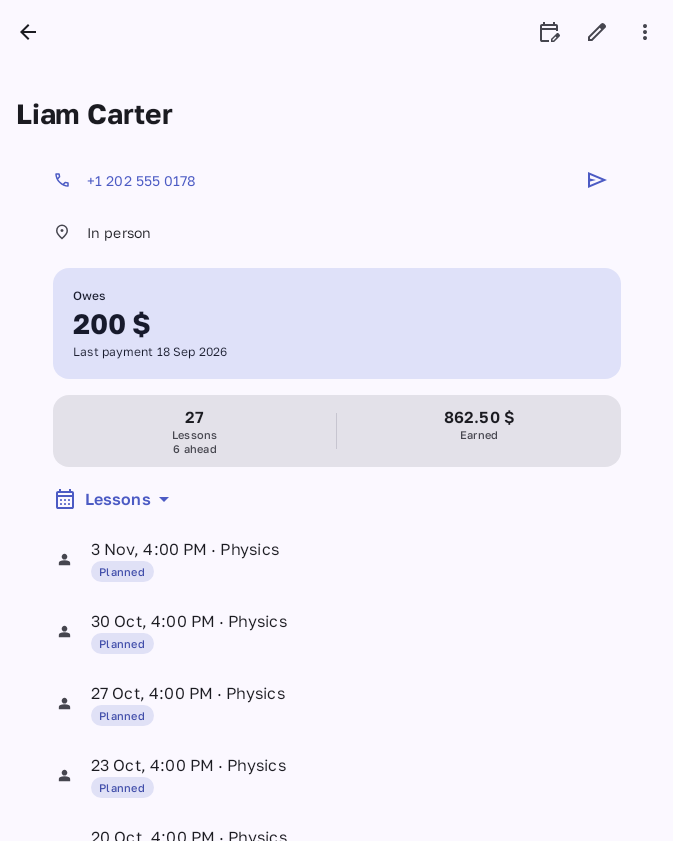 Liam Carter
+1 202 555 0178
In person
Owes
200 $
Last payment 18 Sep 2026
27
Lessons
6 ahead
862.50 $
Earned
Lessons
3 Nov, 4:00 PM · Physics
Planned
30 Oct, 4:00 PM · Physics
Planned
27 Oct, 4:00 PM · Physics
Planned
23 Oct, 4:00 PM · Physics
Planned
20 Oct, 4:00 PM · Physics